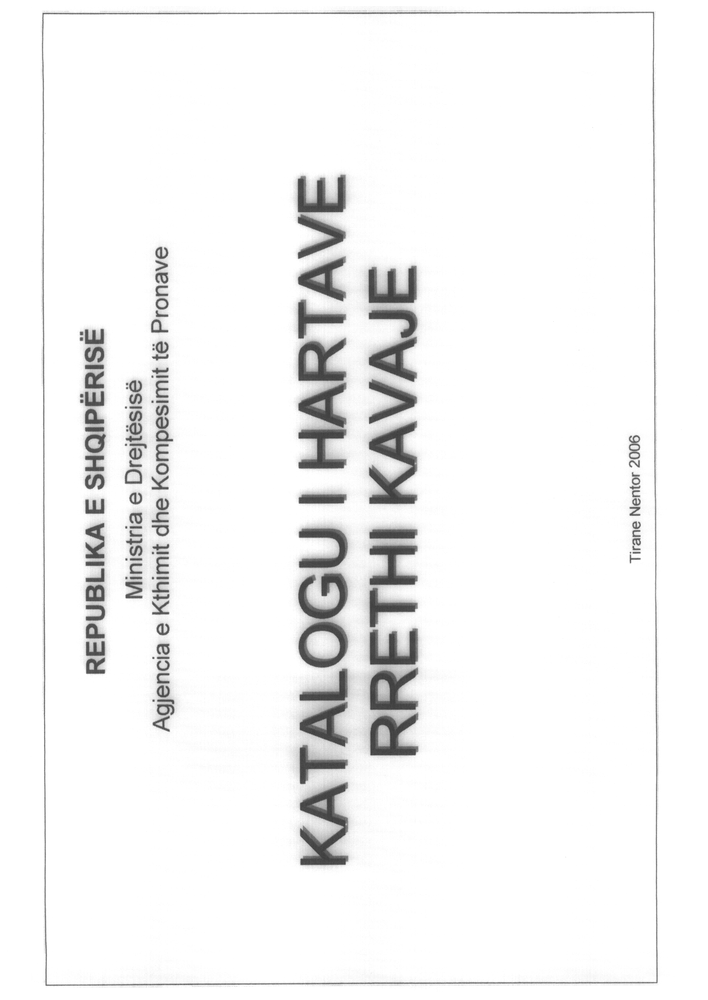 REPUBLIKA E SHQIPËRISË
Ministria e Drejtësisë
Agjencia e Kthimit dhe Kompesimit të Pronave
KATALOGU I HARTAVE
RRETHI KAVAJE
Tirane Nentor 2006